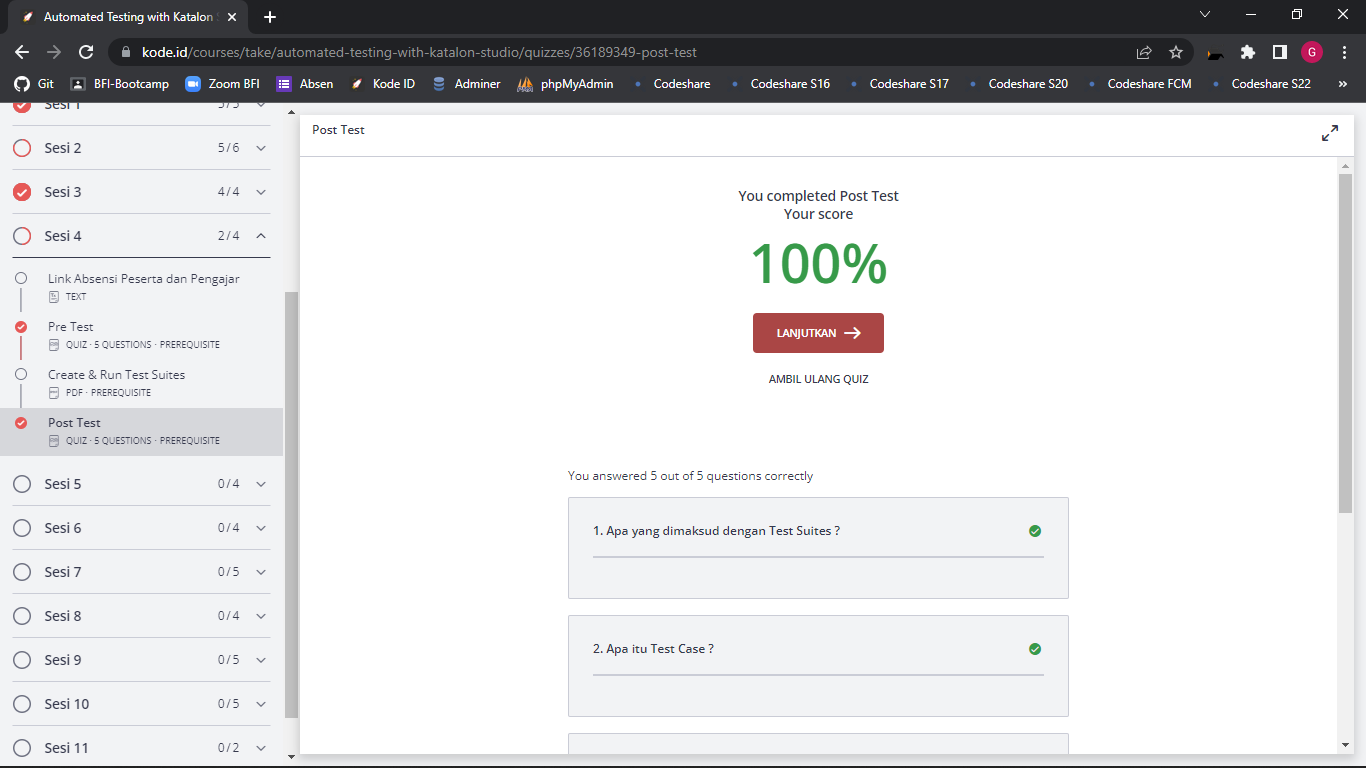 Automated Testing with Katalon S
kode.id/courses/take/automated-testing-with-katalon-studio/quizzes/36189349-post-test
G
Git
BFI-Bootcamp
Zoom BFI
Absen
Kode ID
Adminer
phpMyAdmin
Codeshare
Codeshare S16
Codeshare S17
Codeshare S20
Codeshare FCM
Codeshare S22
»
Sesi 1 5/5
Sesi 2 5/6
Sesi 3 4/4
Sesi 4 2/4
Link Absensi Peserta dan Pengajar
TEXT
Pre Test
QUIZ · 5 QUESTIONS · PREREQUISITE
Create & Run Test Suites
PDF · PREREQUISITE
Post Test
QUIZ · 5 QUESTIONS · PREREQUISITE
Sesi 5 0/4
Sesi 6 0/4
Sesi 7 0/5
Sesi 8 0/4
Sesi 9 0/5
Sesi 10 0/5
Sesi 11 0/2
Post Test
You completed Post Test
Your score
100%
LANJUTKAN
AMBIL ULANG QUIZ
You answered 5 out of 5 questions correctly
1. Apa yang dimaksud dengan Test Suites ?
2. Apa itu Test Case ?